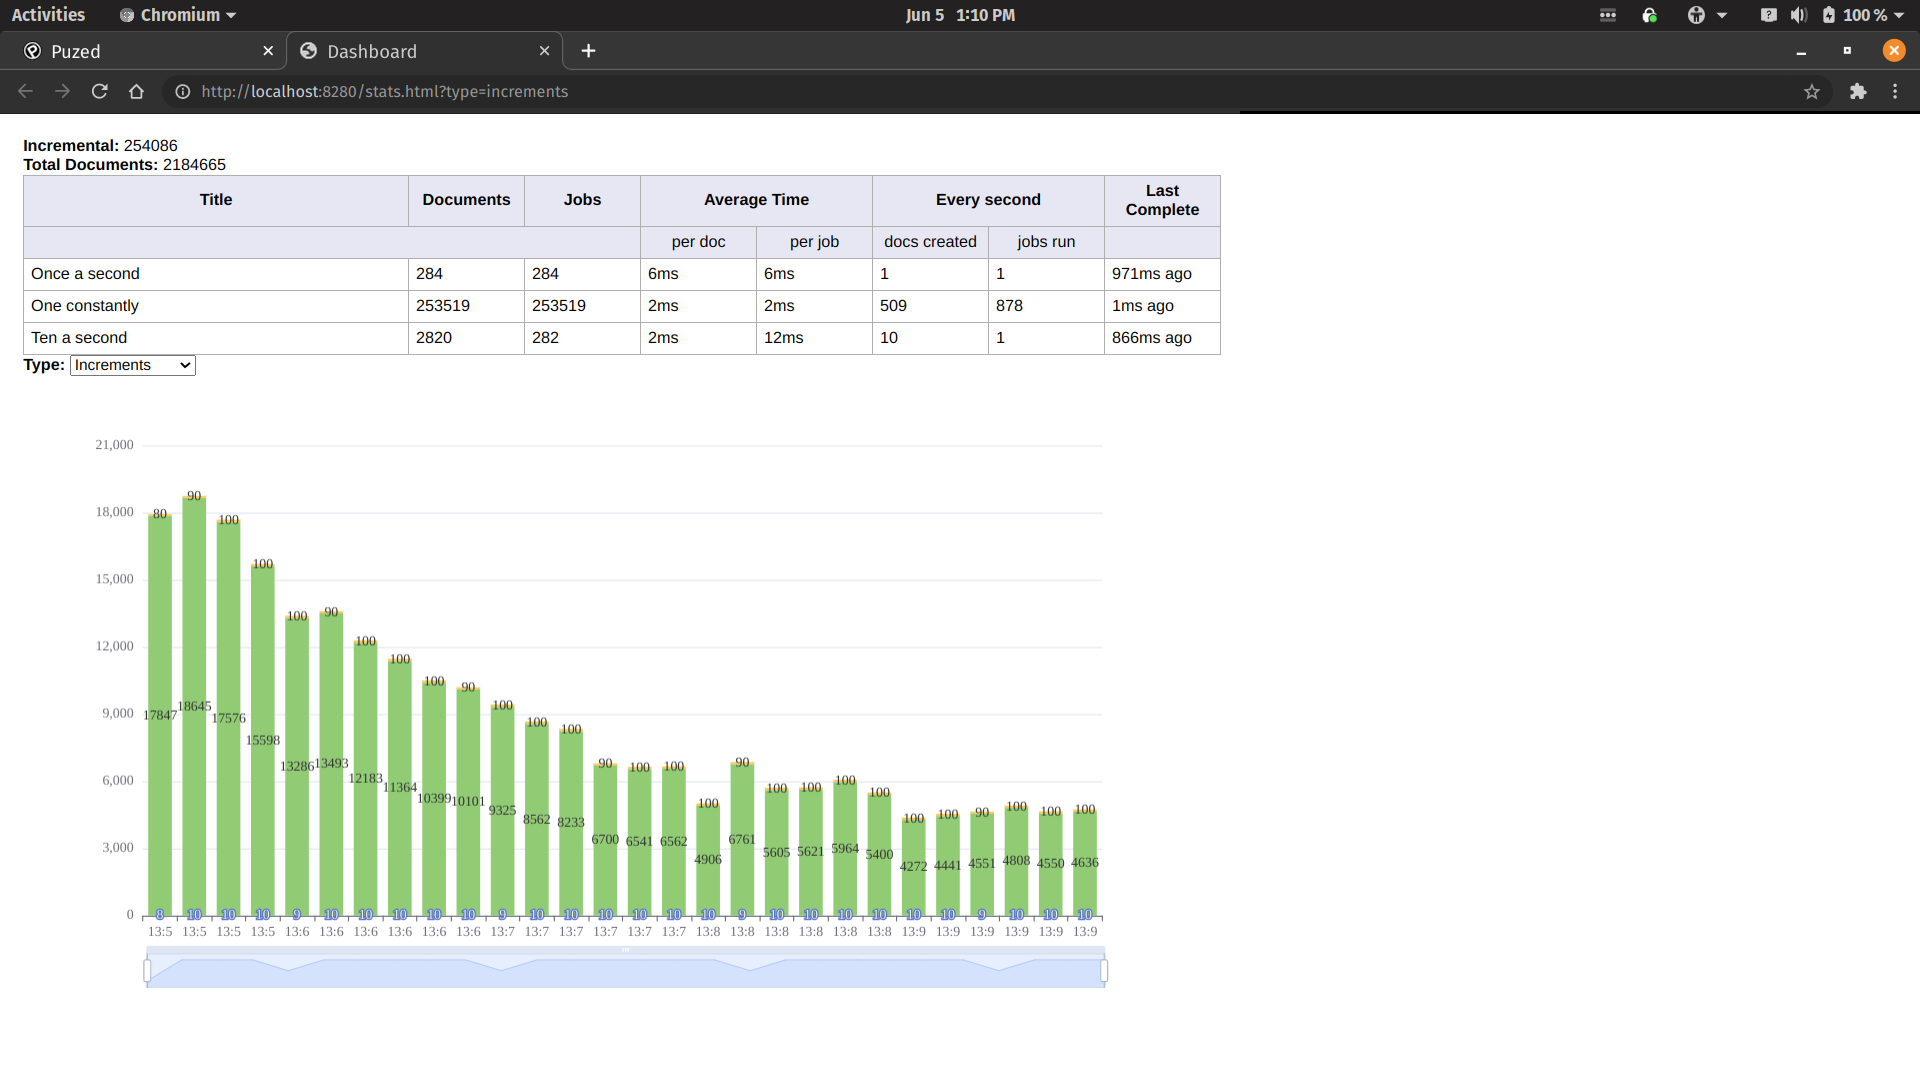 Activities Chromium Jun 5 1:10 PM 100 %
Puzed Dashboard
http://localhost:8280/stats.html?type=increments
Incremental: 254086
Total Documents: 2184665
Title Documents Jobs Average Time Every second Last Complete
per doc per job docs created jobs run
Once a second 284 284 6ms 6ms 1 1 971ms ago
One constantly 253519 253519 2ms 2ms 509 878 1ms ago
Ten a second 2820 282 2ms 12ms 10 1 866ms ago
Type: Increments
21,000
18,000
15,000
12,000
9,000
6,000
3,000
0
80 90 100 100 100 90 100 100 100 90 100 100 100 90 100 100 100 90 100 100 100 100 100 100 90 100 100 100
17847 18645 17576 15598 13286 13493 12183 11364 10399 10101 9325 8562 8233 6700 6541 6562 4906 6761 5605 5621 5964 5400 4272 4441 4551 4808 4550 4636
8 10 10 10 9 10 10 10 10 10 9 10 10 10 10 10 10 9 10 10 10 10 10 10 9 10 10 10
13:5 13:5 13:5 13:5 13:6 13:6 13:6 13:6 13:6 13:6 13:7 13:7 13:7 13:7 13:7 13:7 13:8 13:8 13:8 13:8 13:8 13:8 13:9 13:9 13:9 13:9 13:9 13:9